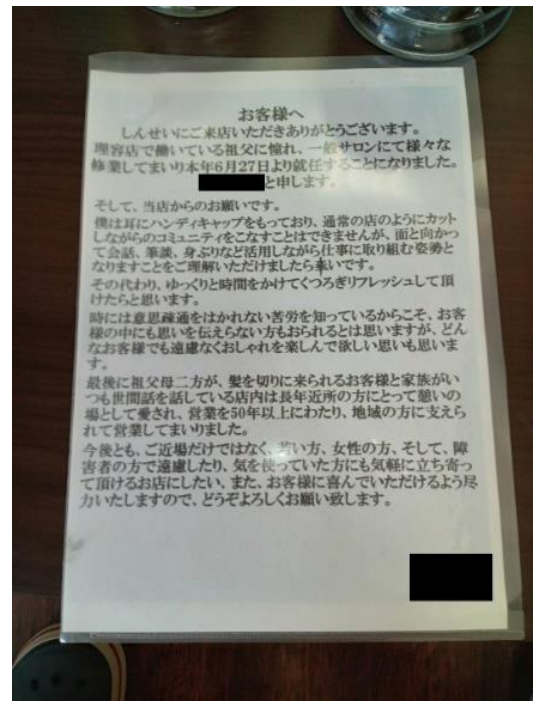 お客様へ
しんせいにご来店いただきありがとうございます。
理容店で働いている祖父に憧れ、一般サロンにて様々な
修業してまいり本年6月27日より就任することになりました。
と申します。
そして、当店からのお願いです。
僕は耳にハンディキャップをもっており、通常の店のようにカット
しながらのコミュニティをこなすことはできませんが、面と向かっ
て会話、筆談、身ぶりなど活用しながら仕事に取り組む姿勢と
なりますことをご理解いただけましたら幸いです。
その代わり、ゆっくりと時間をかけてくつろぎリフレッシュして頂
けたらと思います。
時には意思疎通をはかれない苦労を知っているからこそ、お客
様の中にも思いを伝えらない方もおられるとは思いますが、どん
なお客様でも遠慮なくおしゃれを楽しんで欲しい思いも思いま
す。
最後に祖父母二方が、髪を切りに来られるお客様と家族がい
つも世間話を話している店内は長年近所の方にとって憩いの
場として愛され、営業を50年以上にわたり、地域の方に支えら
れて営業してまいりました。
今後とも、ご近場だけではなく、若い方、女性の方、そして、障
害者の方で遠慮したり、気を使っていた方にも気軽に立ち寄っ
て頂けるお店にしたい、また、お客様に喜んでいただけるよう尽
力いたしますので、どうぞよろしくお願い致します。